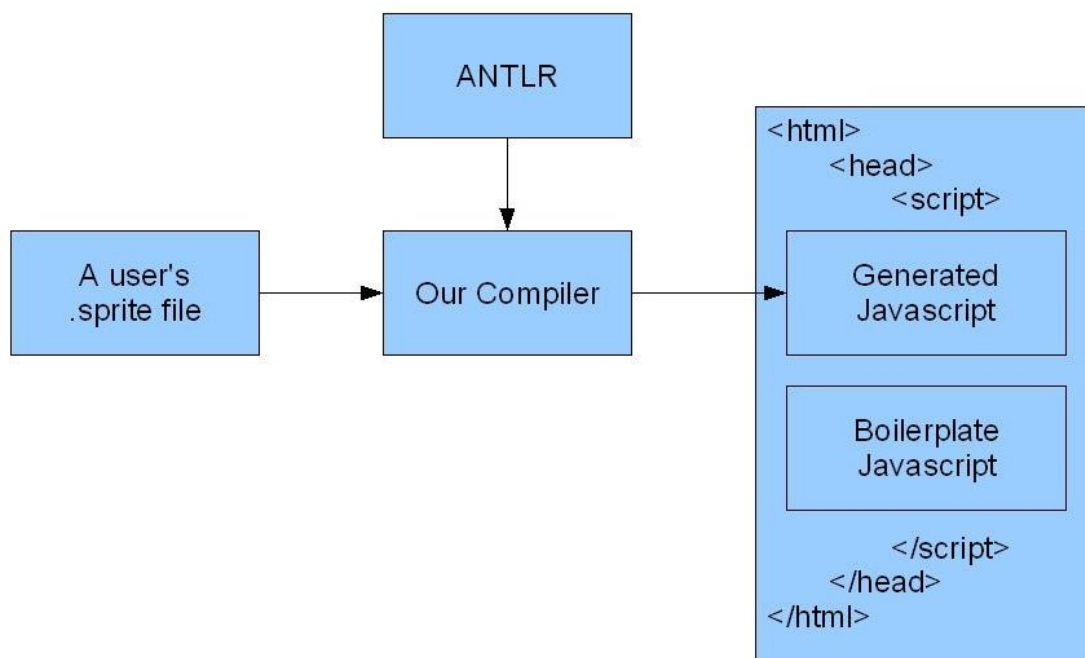 ANTLR
A user's
.sprite file
Our Compiler
<html>
<head>
<script>
Generated
Javascript
Boilerplate
Javascript
</script>
</head>
</html>